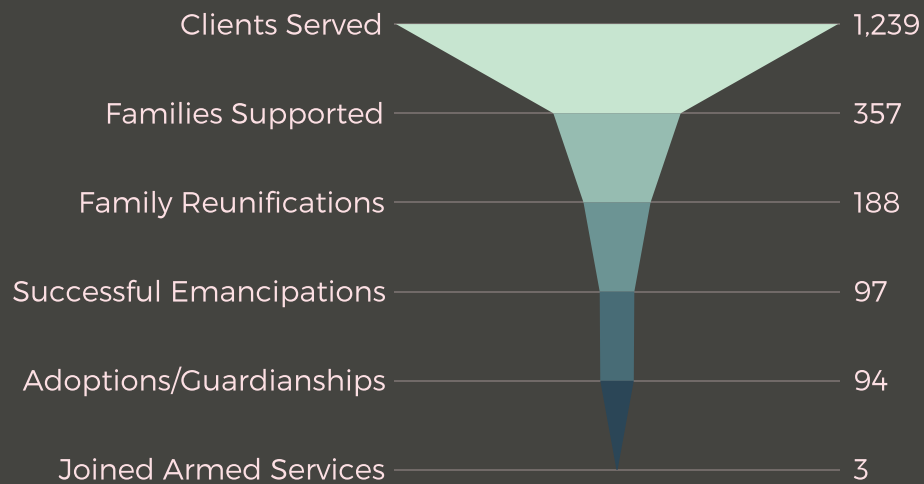 Clients Served 1,239
Families Supported 357
Family Reunifications 188
Successful Emancipations 97
Adoptions/Guardianships 94
Joined Armed Services 3